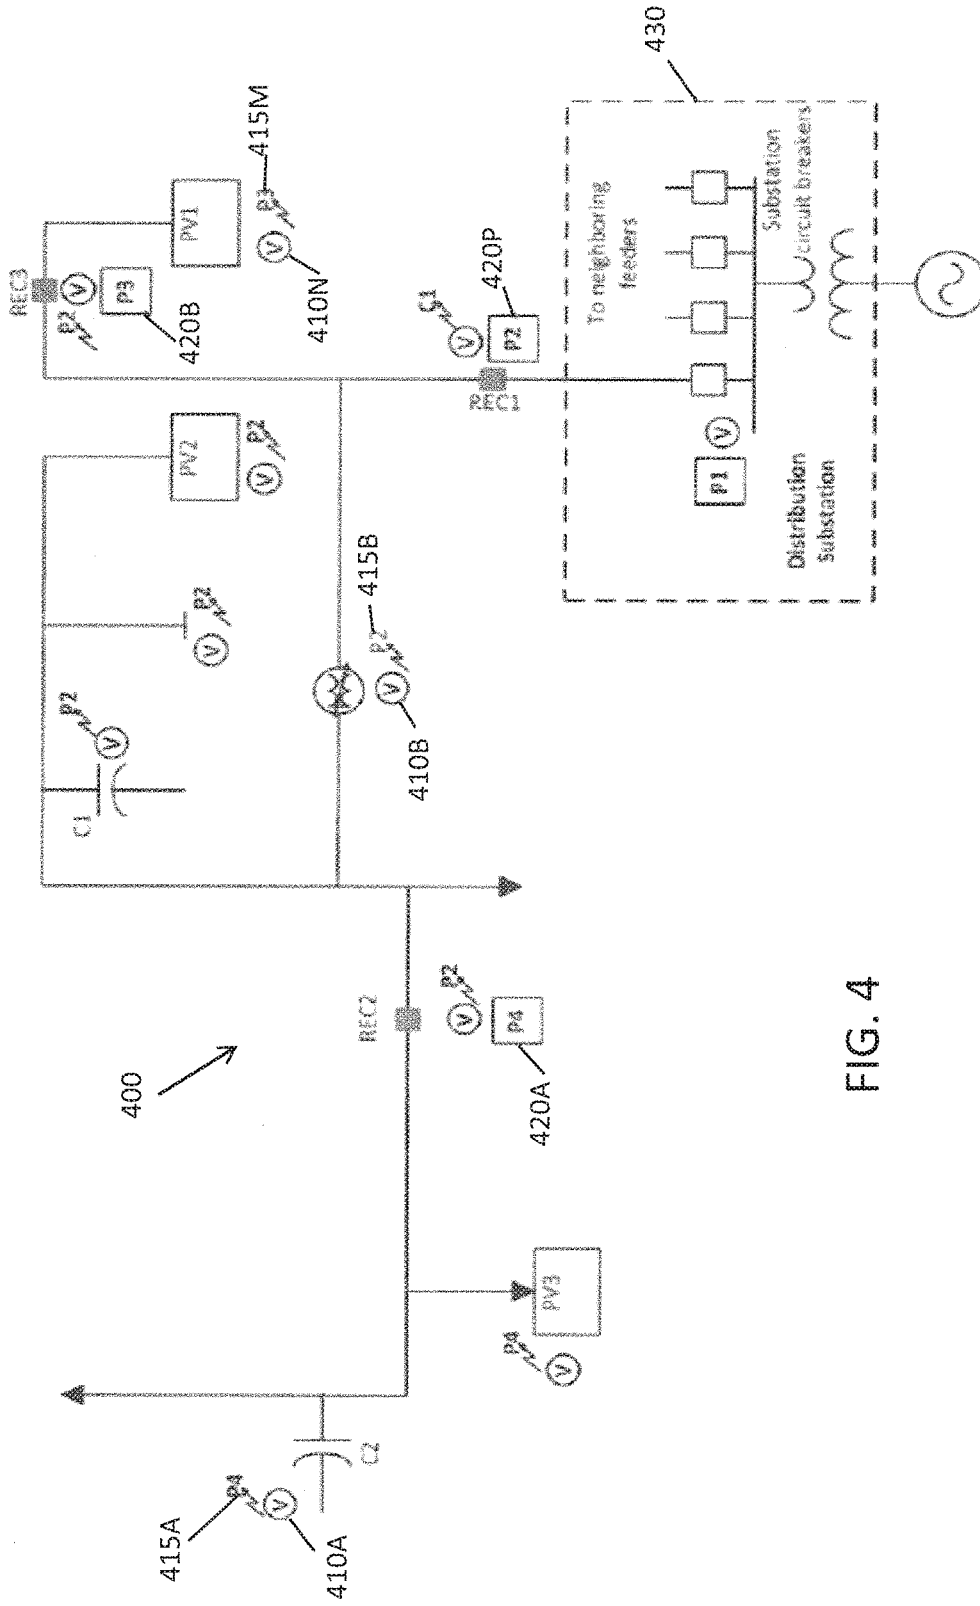 415A
P4
V
410A
C2
P4
V
PV3
400
REC2
P2
V
P4
420A
C1
P2
V
V
P2
P2
V
415B
410B
PV2
V
P2
REC3
P2
V
P3
420B
PV1
P3
V
415M
410N
C1
V
P2
420P
REC1
430
To neighboring
feeders
Substation
circuit breakers
V
P1
Distribution
Substation
FIG. 4